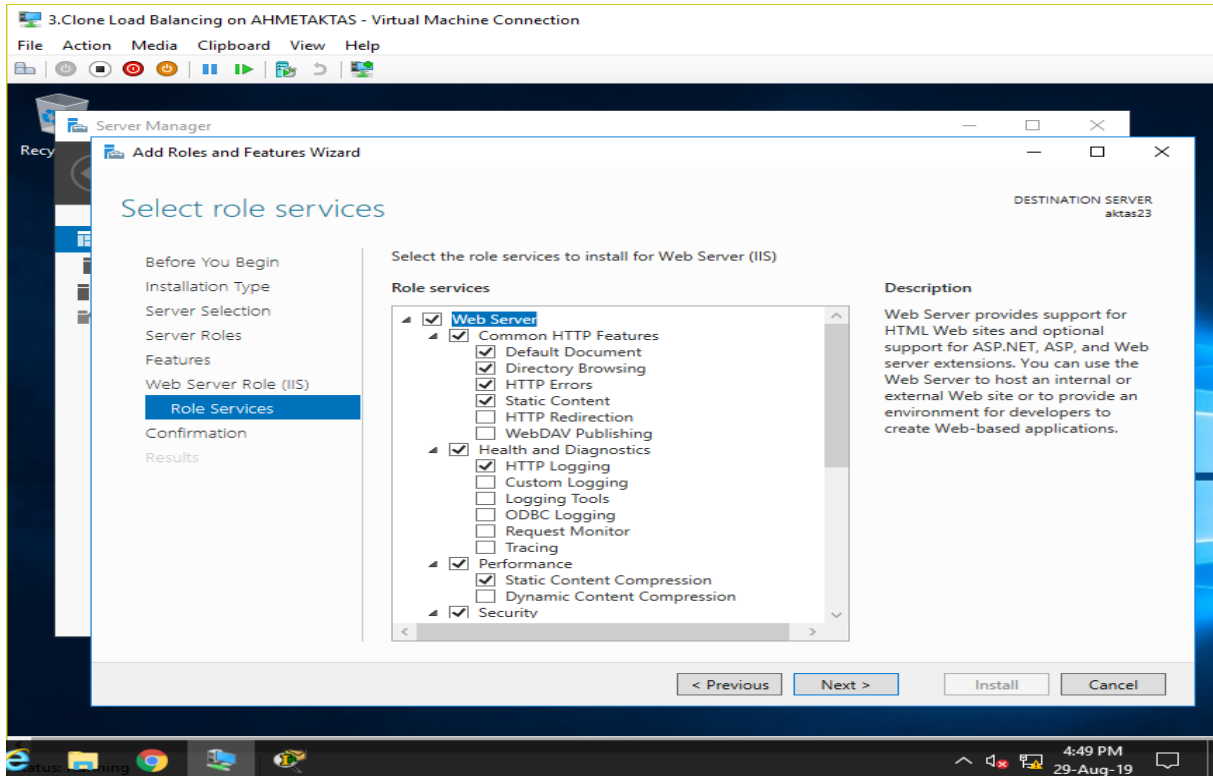 3.Clone Load Balancing on AHMETAKTAS - Virtual Machine Connection
File Action Media Clipboard View Help
Server Manager
Recy
Add Roles and Features Wizard
Select role services
DESTINATION SERVER
aktas23
Before You Begin
Installation Type
Server Selection
Server Roles
Features
Web Server Role (IIS)
Role Services
Confirmation
Results
Select the role services to install for Web Server (IIS)
Role services
Web Server
Common HTTP Features
Default Document
Directory Browsing
HTTP Errors
Static Content
HTTP Redirection
WebDAV Publishing
Health and Diagnostics
HTTP Logging
Custom Logging
Logging Tools
ODBC Logging
Request Monitor
Tracing
Performance
Static Content Compression
Dynamic Content Compression
Security
Description
Web Server provides support for
HTML Web sites and optional
support for ASP.NET, ASP, and Web
server extensions. You can use the
Web Server to host an internal or
external Web site or to provide an
environment for developers to
create Web-based applications.
< Previous
Next >
Install
Cancel
4:49 PM
29-Aug-19